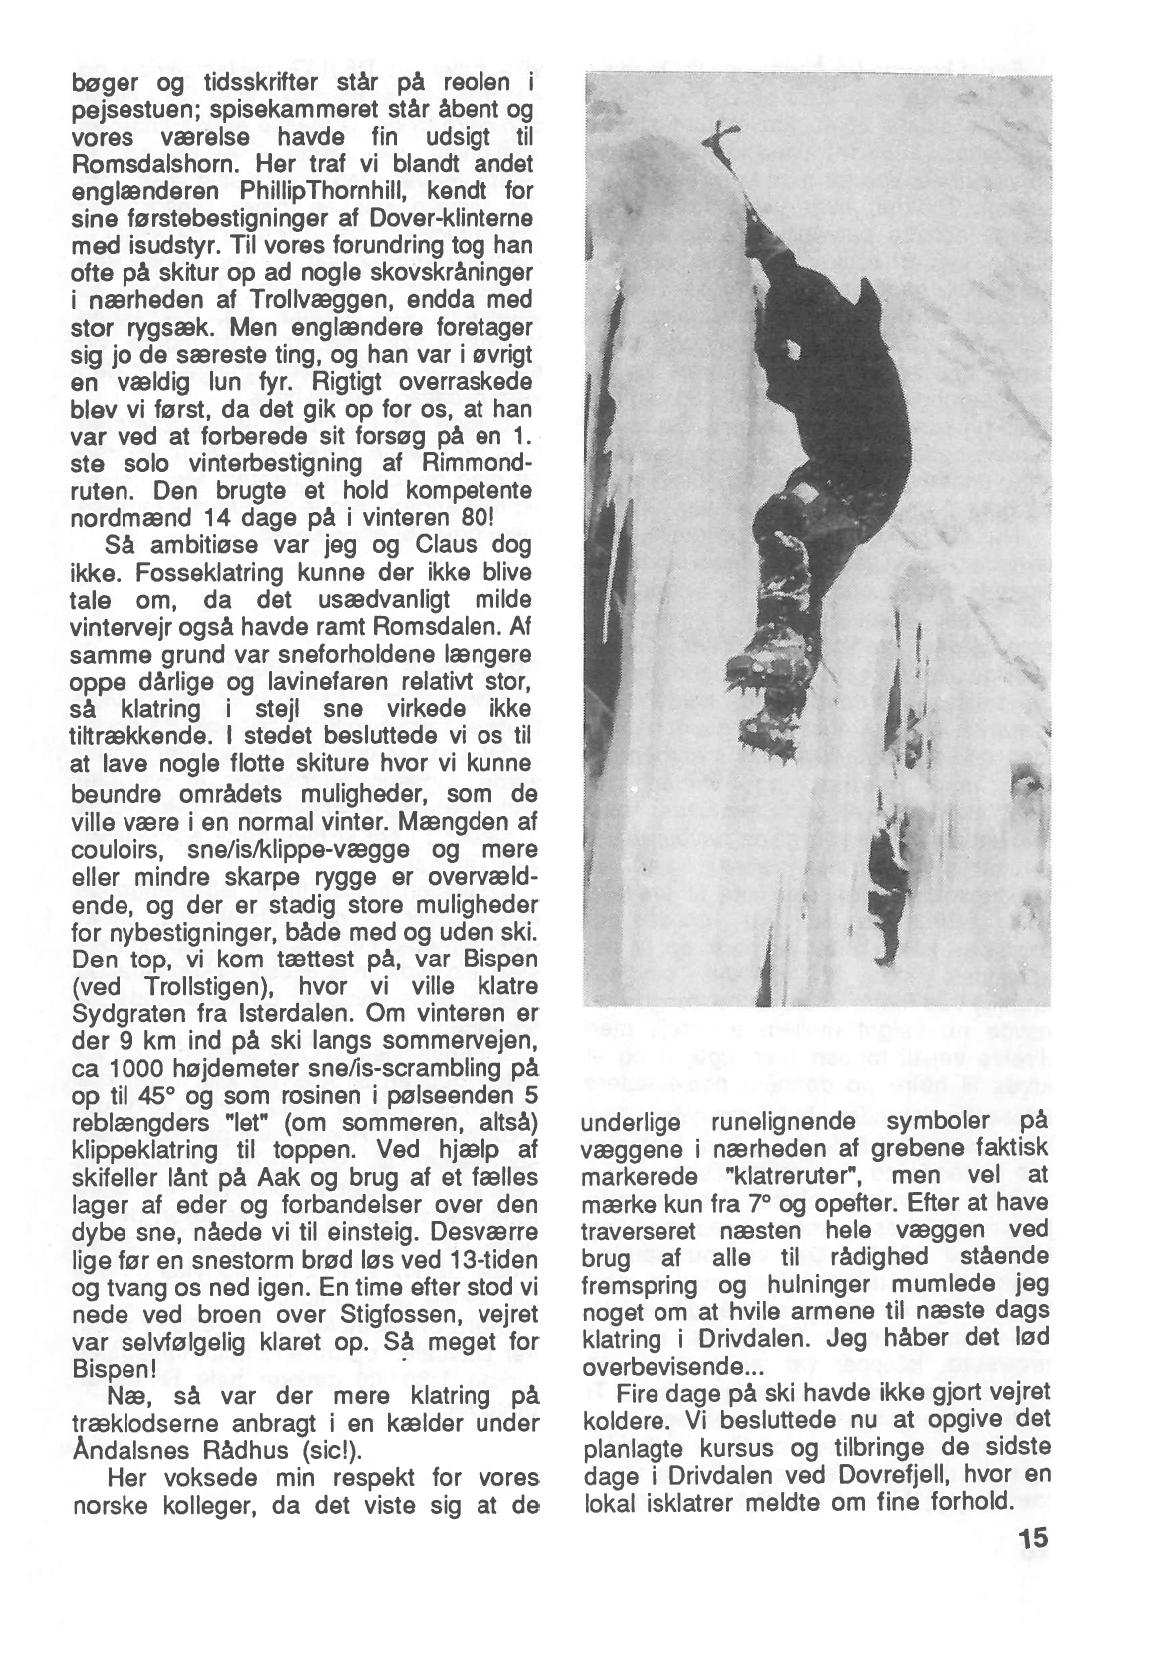 bøger og tidsskrifter står på reolen i
pejsestuen; spisekammeret står åbent og
vores værelse havde fin udsigt til
Romsdalshorn. Her traf vi blandt andet
englænderen PhillipThornhill, kendt for
sine førstebestigninger af Dover-klinterne
med isudstyr. Til vores forundring tog han
ofte på skitur op ad nogle skovskråninger
i nærheden af Trollvæggen, endda med
stor rygsæk. Men englændere foretager
sig jo de særeste ting, og han var i øvrigt
en vældig lun fyr. Rigtigt overraskede
blev vi først, da det gik op for os, at han
var ved at forberede sit forsøg på en 1.
ste solo vinterbestigning af Rimmond-
ruten. Den brugte et hold kompetente
nordmænd 14 dage på i vinteren 80!
Så ambitiøse var jeg og Claus dog
ikke. Fosseklatring kunne der ikke blive
tale om, da det usædvanligt milde
vintervejr også havde ramt Romsdalen. Af
samme grund var sneforholdene længere
oppe dårlige og lavinefaren relativt stor,
så klatring i stejl sne virkede ikke
tiltrækkende. I stedet besluttede vi os til
at lave nogle flotte skiture hvor vi kunne
beundre områdets muligheder, som de
ville være i en normal vinter. Mængden af
couloirs, sne/is/klippe-vægge og mere
eller mindre skarpe rygge er overvæld-
ende, og der er stadig store muligheder
for nybestigninger, både med og uden ski.
Den top, vi kom tættest på, var Bispen
(ved Trollstigen), hvor vi ville klatre
Sydgraten fra Isterdalen. Om vinteren er
der 9 km ind på ski langs sommervejen,
ca 1000 højdemeter sne/is-scrambling på
op til 45° og som rosinen i pølseenden 5
reblængders "let" (om sommeren, altså)
klippeklatring til toppen. Ved hjælp af
skifeller lånt på Aak og brug af et fælles
lager af eder og forbandelser over den
dybe sne, nåede vi til einsteig. Desværre
lige før en snestorm brød løs ved 13-tiden
og tvang os ned igen. En time efter stod vi
nede ved broen over Stigfossen, vejret
var selvfølgelig klaret op. Så meget for
Bispen!
Næ, så var der mere klatring på
træklodserne anbragt i en kælder under
Åndalsnes Rådhus (sic!).
Her voksede min respekt for vores
norske kolleger, da det viste sig at de
underlige runelignende symboler på
væggene i nærheden af grebene faktisk
markerede "klatreruter", men vel at
mærke kun fra 7° og opefter. Efter at have
traverseret næsten hele væggen ved
brug af alle til rådighed stående
fremspring og hulninger mumlede jeg
noget om at hvile armene til næste dags
klatring i Drivdalen. Jeg håber det lød
overbevisende...
Fire dage på ski havde ikke gjort vejret
koldere. Vi besluttede nu at opgive det
planlagte kursus og tilbringe de sidste
dage i Drivdalen ved Dovrefjell, hvor en
lokal isklatrer meldte om fine forhold.
15